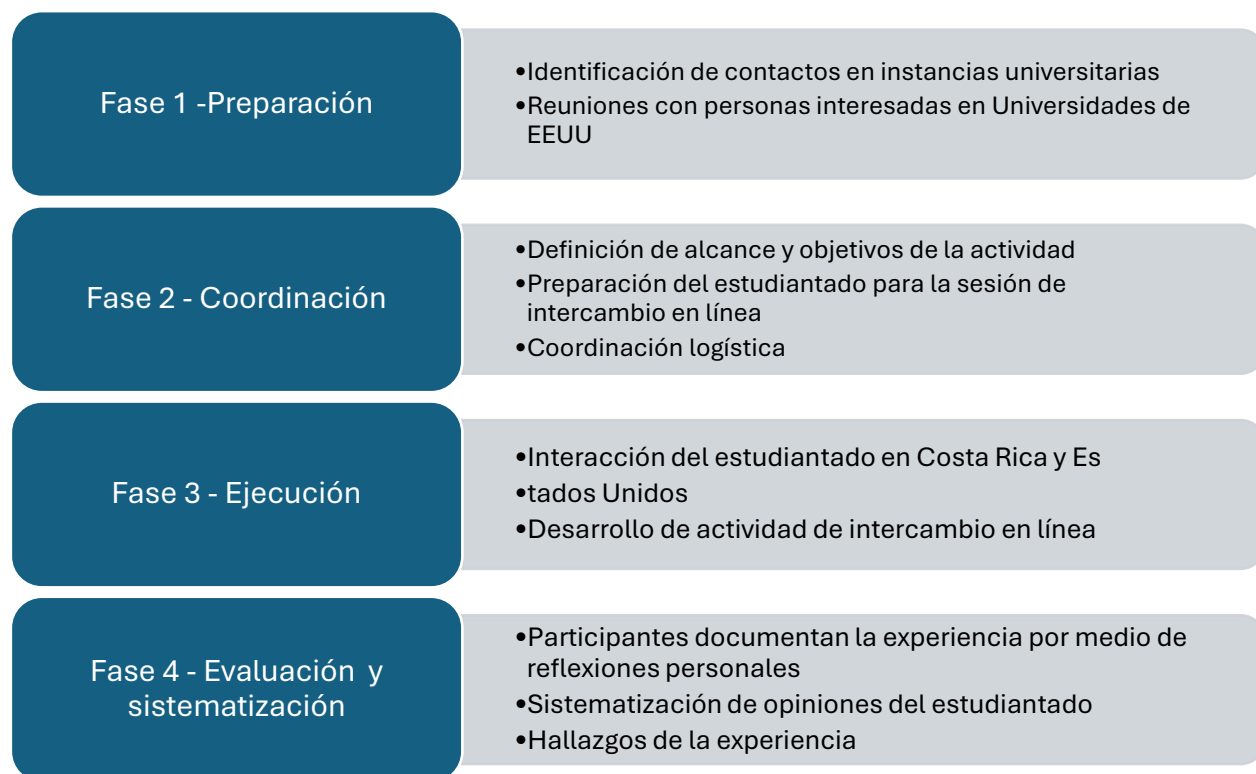 Fase 1 -Preparación
•Identificación de contactos en instancias universitarias
•Reuniones con personas interesadas en Universidades de
EEUU
Fase 2 - Coordinación
•Definición de alcance y objetivos de la actividad
•Preparación del estudiantado para la sesión de
intercambio en línea
•Coordinación logística
Fase 3 - Ejecución
•Interacción del estudiantado en Costa Rica y Es
•tados Unidos
•Desarrollo de actividad de intercambio en línea
Fase 4 - Evaluación y
sistematización
•Participantes documentan la experiencia por medio de
reflexiones personales
•Sistematización de opiniones del estudiantado
•Hallazgos de la experiencia